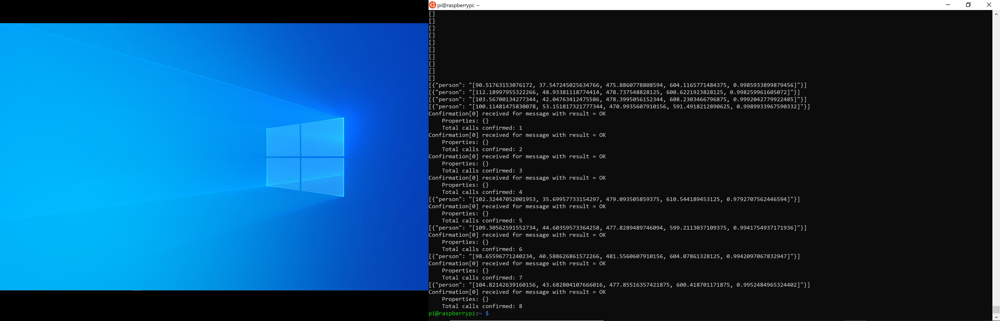 pi@raspberrypi: ~
[]
[]
[]
[]
[]
[]
[]
[]
[]
[]
[{"person": "[90.51763153076172, 37.547245025634766, 475.8860778808594, 604.1165771484375, 0.9985933899879456]"}]
[{"person": "[112.18997955322266, 48.93381118774414, 478.737548828125, 600.6221923828125, 0.998259961605072]"}]
[{"person": "[103.56700134277344, 42.04763412475586, 478.3995056152344, 608.2303466796875, 0.9992042779922485]"}]
[{"person": "[100.11481475830078, 53.151817321777344, 470.9935607910156, 591.4918212890625, 0.9989933967590332]"}]
Confirmation[0] received for message with result = OK
    Properties: {}
    Total calls confirmed: 1
Confirmation[0] received for message with result = OK
    Properties: {}
    Total calls confirmed: 2
Confirmation[0] received for message with result = OK
    Properties: {}
    Total calls confirmed: 3
Confirmation[0] received for message with result = OK
    Properties: {}
    Total calls confirmed: 4
[{"person": "[102.32447052001953, 35.69957733154297, 479.093505859375, 610.544189453125, 0.9792707562446594]"}]
Confirmation[0] received for message with result = OK
    Properties: {}
    Total calls confirmed: 5
[{"person": "[109.30562591552734, 44.60359573364258, 477.8289489746094, 599.2113037109375, 0.9941754937171936]"}]
Confirmation[0] received for message with result = OK
    Properties: {}
    Total calls confirmed: 6
[{"person": "[98.65596771240234, 40.588626861572266, 481.5560607910156, 604.07861328125, 0.9942097067832947]"}]
Confirmation[0] received for message with result = OK
    Properties: {}
    Total calls confirmed: 7
[{"person": "[104.82142639160156, 43.682804107666016, 477.85516357421875, 600.418701171875, 0.9952484965324402]"}]
Confirmation[0] received for message with result = OK
    Properties: {}
    Total calls confirmed: 8
pi@raspberrypi:~ $